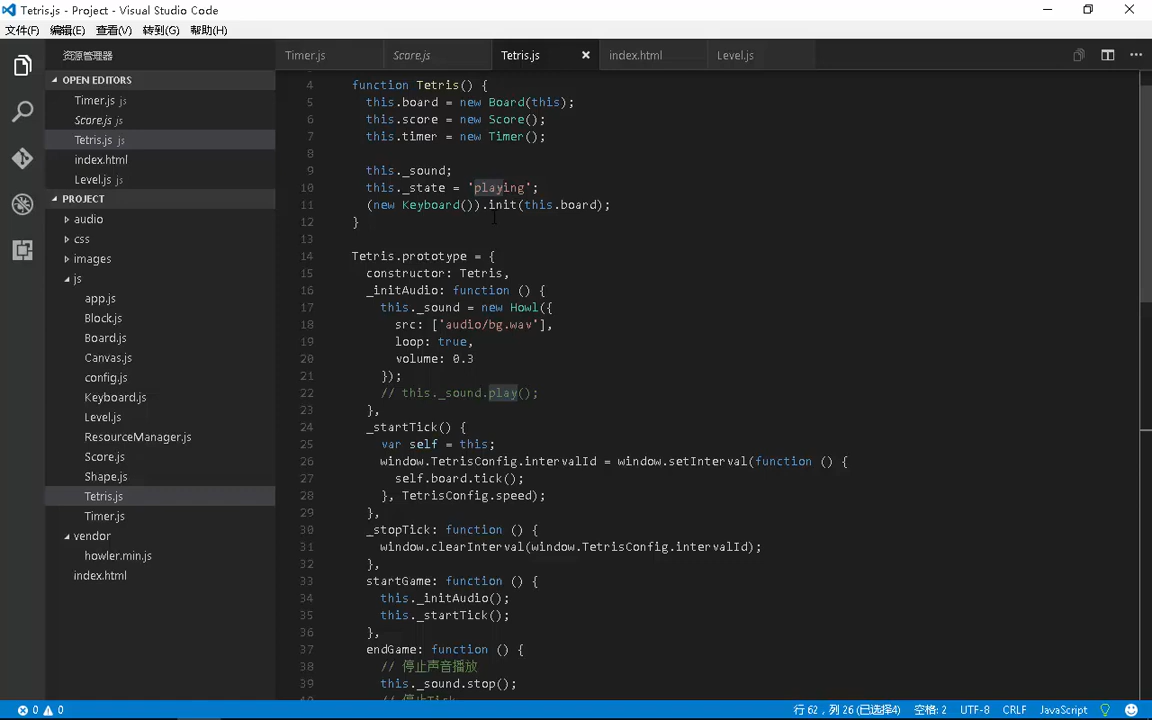 Tetris.js - Project - Visual Studio Code
文件(F) 编辑(E) 查看(V) 转到(G) 帮助(H)
资源管理器
Timer.js Score.js Tetris.js index.html Level.js
OPEN EDITORS
Timer.js js
Score.js js
Tetris.js js
index.html
Level.js js
PROJECT
audio
css
images
js
app.js
Block.js
Board.js
Canvas.js
config.js
Keyboard.js
Level.js
ResourceManager.js
Score.js
Shape.js
Tetris.js
Timer.js
vendor
howler.min.js
index.html
4 function Tetris() {
5 this.board = new Board(this);
6 this.score = new Score();
7 this.timer = new Timer();
8
9 this._sound;
10 this._state = 'playing';
11 (new Keyboard()).init(this.board);
12 }
13
14 Tetris.prototype = {
15 constructor: Tetris,
16 _initAudio: function () {
17 this._sound = new Howl({
18 src: ['audio/bg.wav'],
19 loop: true,
20 volume: 0.3
21 });
22 // this._sound.play();
23 },
24 _startTick() {
25 var self = this;
26 window.TetrisConfig.intervalId = window.setInterval(function () {
27 self.board.tick();
28 }, TetrisConfig.speed);
29 },
30 _stopTick: function () {
31 window.clearInterval(window.TetrisConfig.intervalId);
32 },
33 startGame: function () {
34 this._initAudio();
35 this._startTick();
36 },
37 endGame: function () {
38 // 停止声音播放
39 this._sound.stop();
0 0 行 62，列 26 (已选择4) 空格: 2 UTF-8 CRLF JavaScript